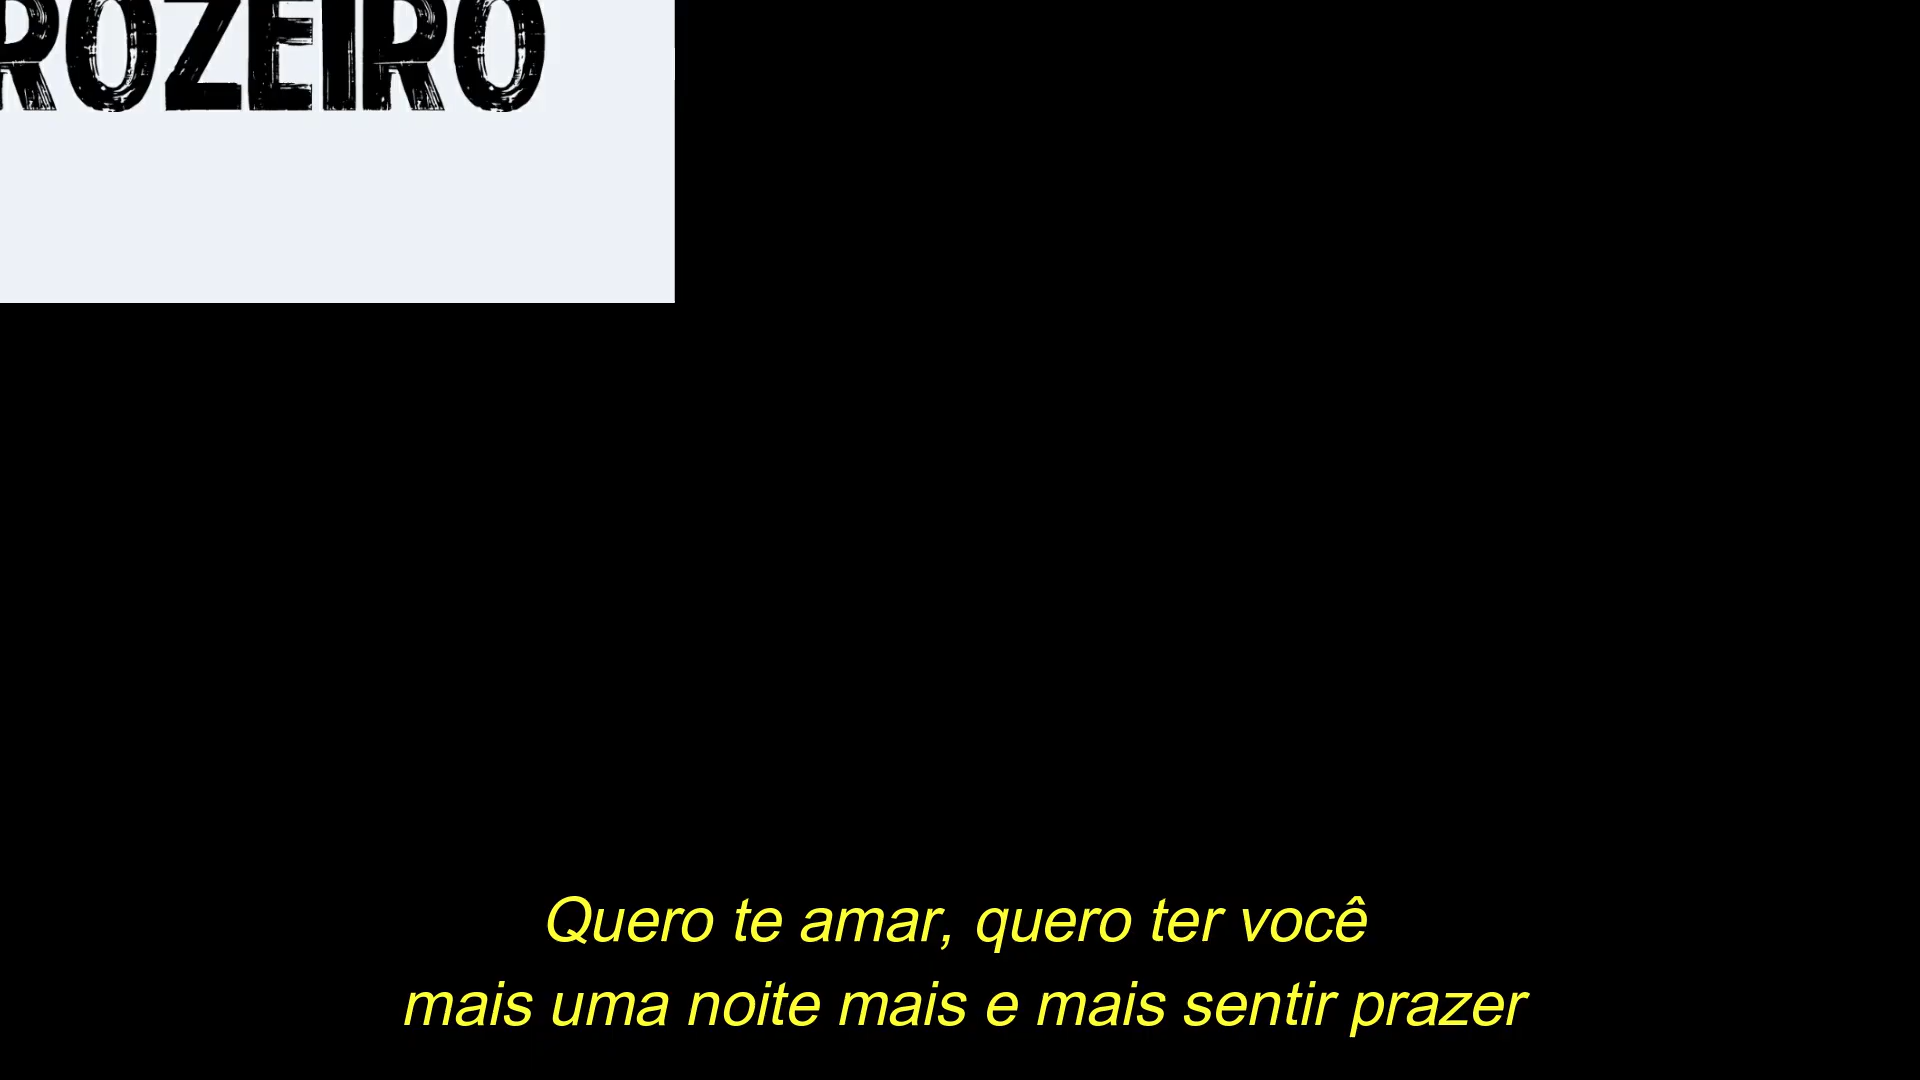 ROZEIRO
Quero te amar, quero ter você
mais uma noite mais e mais sentir prazer